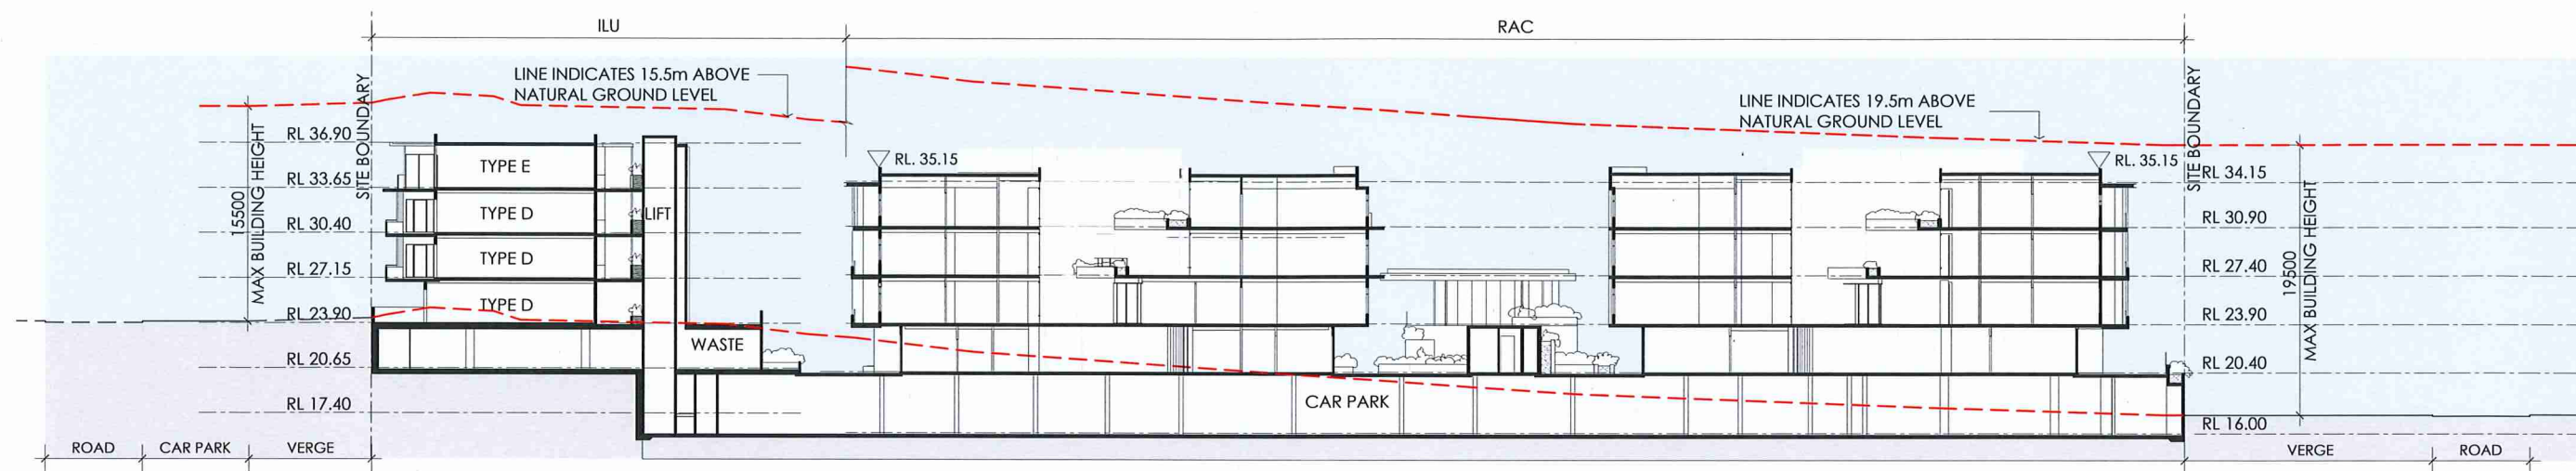 ILU
RAC
LINE INDICATES 15.5m ABOVE
NATURAL GROUND LEVEL
LINE INDICATES 19.5m ABOVE
NATURAL GROUND LEVEL
SITE BOUNDARY
SITE BOUNDARY
15500
MAX BUILDING HEIGHT
19500
MAX BUILDING HEIGHT
RL 36.90
RL 33.65
RL 30.40
RL 27.15
RL 23.90
RL 20.65
RL 17.40
TYPE E
TYPE D
TYPE D
TYPE D
LIFT
WASTE
RL. 35.15
RL. 35.15
CAR PARK
RL 34.15
RL 30.90
RL 27.40
RL 23.90
RL 20.40
RL 16.00
ROAD
CAR PARK
VERGE
VERGE
ROAD